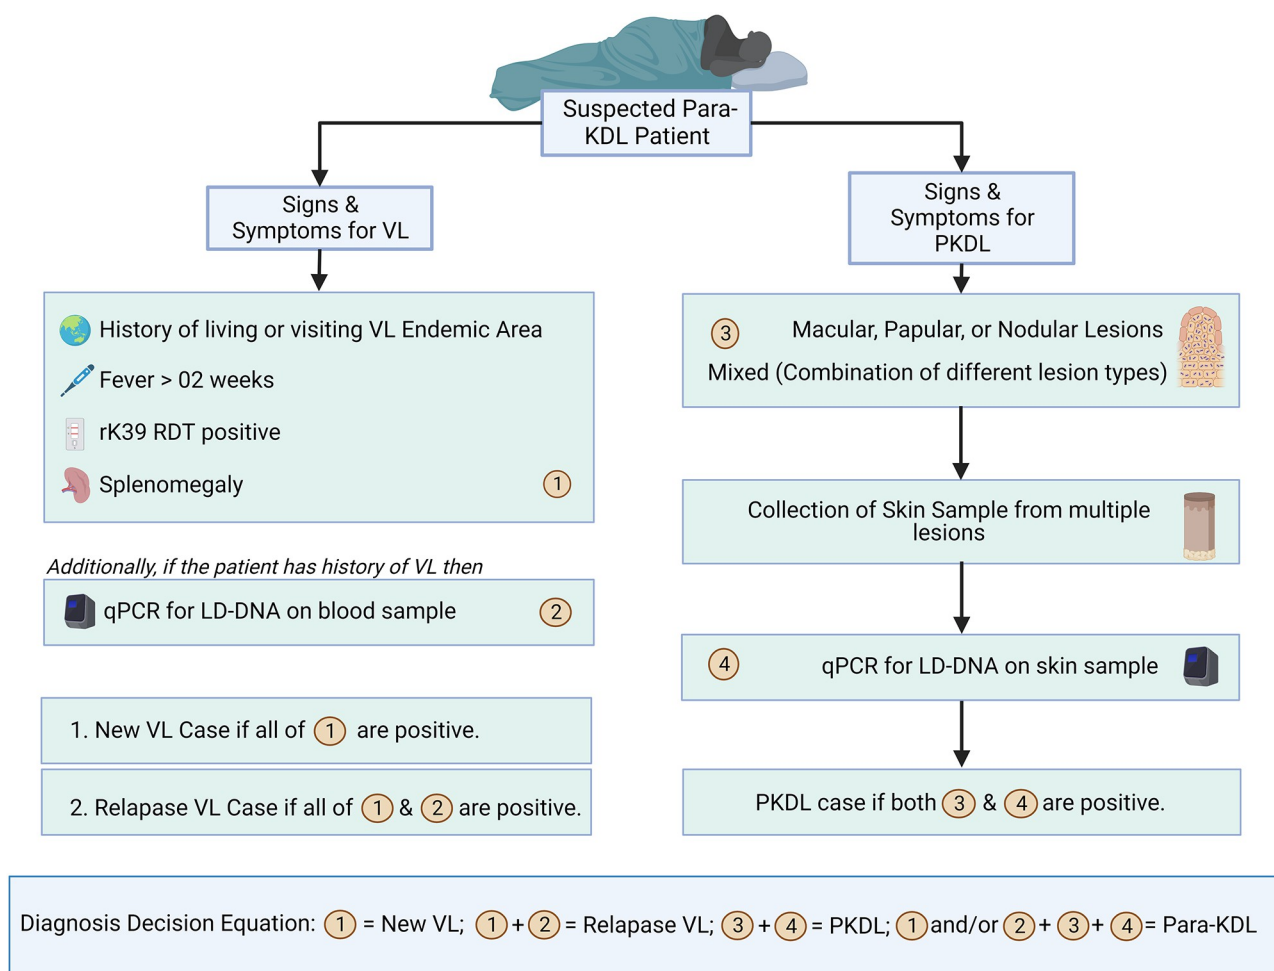 Suspected Para-
KDL Patient
Signs &
Symptoms for VL
History of living or visiting VL Endemic Area
Fever > 02 weeks
rK39 RDT positive
Splenomegaly 1
Additionally, if the patient has history of VL then
qPCR for LD-DNA on blood sample 2
1. New VL Case if all of 1 are positive.
2. Relapase VL Case if all of 1 & 2 are positive.
Signs &
Symptoms for
PKDL
3 Macular, Papular, or Nodular Lesions
Mixed (Combination of different lesion types)
Collection of Skin Sample from multiple
lesions
4 qPCR for LD-DNA on skin sample
PKDL case if both 3 & 4 are positive.
Diagnosis Decision Equation: 1 = New VL; 1 + 2 = Relapase VL; 3 + 4 = PKDL; 1 and/or 2 + 3 + 4 = Para-KDL